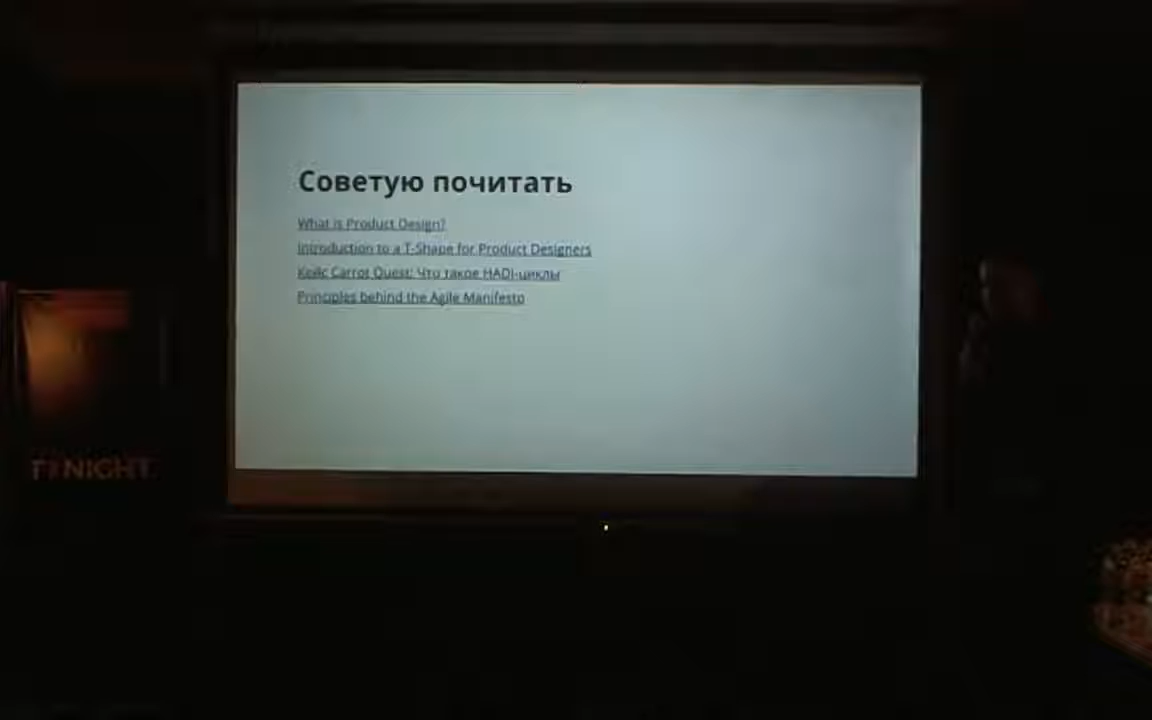 Советую почитать
What is Product Design?
Introduction to a T-Shape for Product Designers
Кейс Carrot Quest: Что такое HADI-циклы
Principles behind the Agile Manifesto